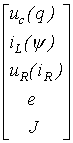 u_c(q)
i_L(ψ)
u_R(i_R)
e
J